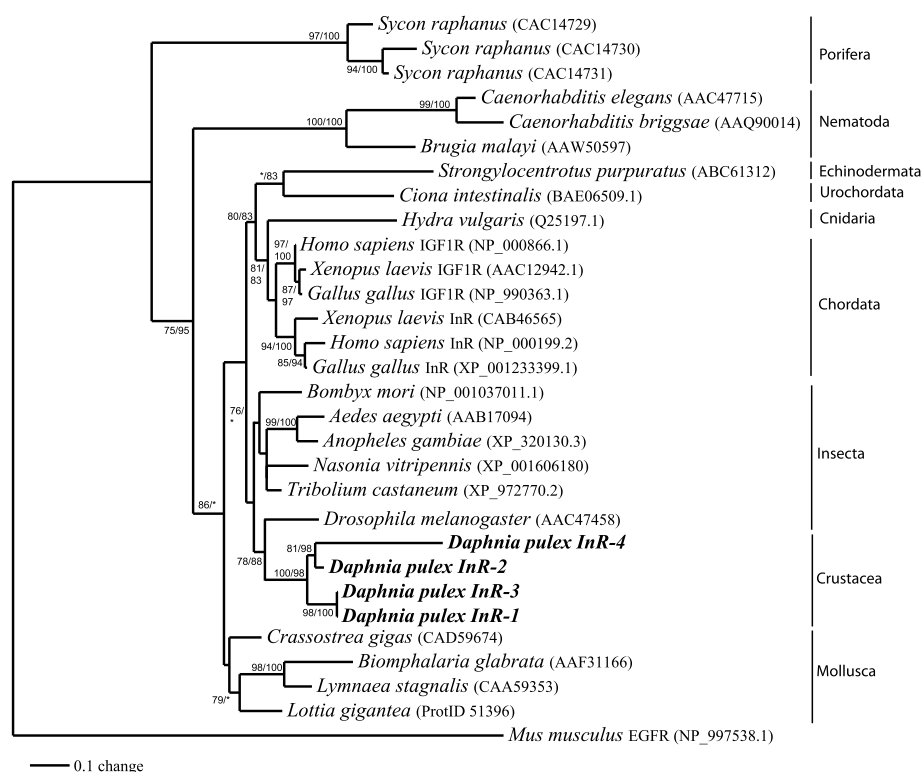 Sycon raphanus (CAC14729)
97/100
Sycon raphanus (CAC14730)
Porifera
94/100
Sycon raphanus (CAC14731)
Caenorhabditis elegans (AAC47715)
99/100
Caenorhabditis briggsae (AAQ90014)
Nematoda
100/100
Brugia malayi (AAW50597)
Strongylocentrotus purpuratus (ABC61312)
Echinodermata
*/83
Ciona intestinalis (BAE06509.1)
Urochordata
80/83
Hydra vulgaris (Q25197.1)
Cnidaria
97/
100
Homo sapiens IGF1R (NP_000866.1)
81/
83
Xenopus laevis IGF1R (AAC12942.1)
87/
97
Gallus gallus IGF1R (NP_990363.1)
Chordata
Xenopus laevis InR (CAB46565)
75/95
94/100
Homo sapiens InR (NP_000199.2)
85/94
Gallus gallus InR (XP_001233399.1)
Bombyx mori (NP_001037011.1)
76/
*
Aedes aegypti (AAB17094)
99/100
Anopheles gambiae (XP_320130.3)
Insecta
Nasonia vitripennis (XP_001606180)
Tribolium castaneum (XP_972770.2)
86/*
Drosophila melanogaster (AAC47458)
Daphnia pulex InR-4
81/98
78/88
Daphnia pulex InR-2
100/98
Crustacea
Daphnia pulex InR-3
98/100
Daphnia pulex InR-1
Crassostrea gigas (CAD59674)
Biomphalaria glabrata (AAF31166)
98/100
Mollusca
Lymnaea stagnalis (CAA59353)
79/*
Lottia gigantea (ProtID 51396)
Mus musculus EGFR (NP_997538.1)
0.1 change